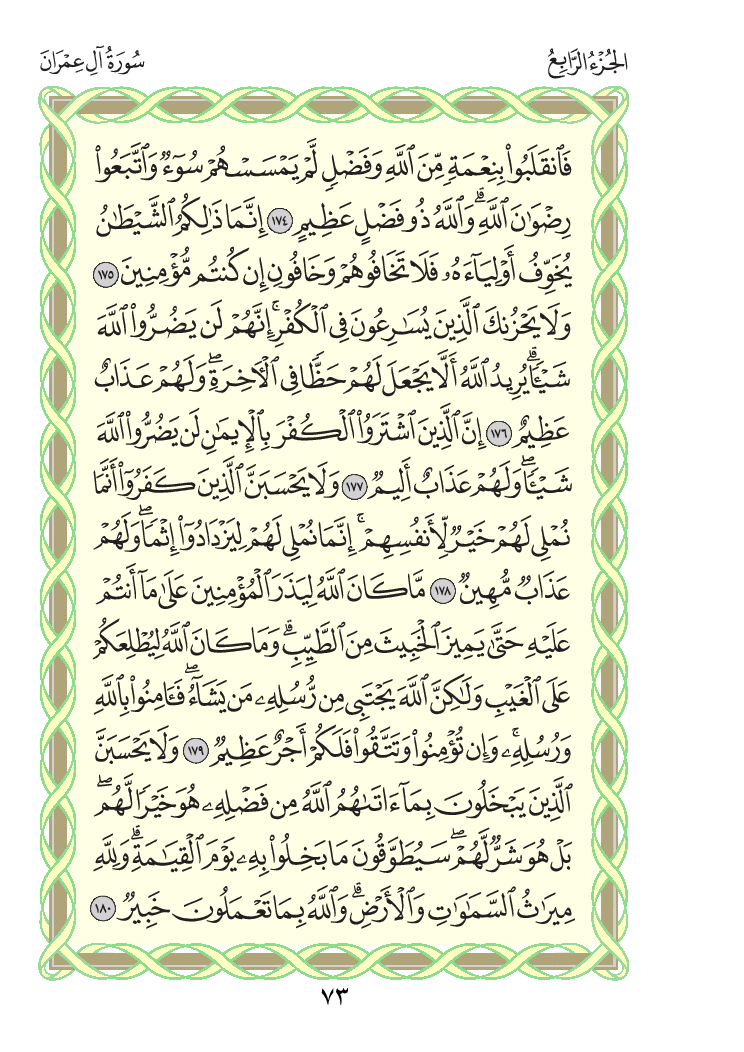 الجُزْءُ الرَّابِعُ
سُورَةُ آلِ عِمْرَانَ
فَٱنقَلَبُوا۟ بِنِعْمَةٍ مِّنَ ٱللَّهِ وَفَضْلٍ لَّمْ يَمْسَسْهُمْ سُوٓءٌ وَٱتَّبَعُوا۟
رِضْوَٰنَ ٱللَّهِ ۗ وَٱللَّهُ ذُو فَضْلٍ عَظِيمٍ ١٧٤ إِنَّمَا ذَٰلِكُمُ ٱلشَّيْطَٰنُ
يُخَوِّفُ أَوْلِيَآءَهُۥ فَلَا تَخَافُوهُمْ وَخَافُونِ إِن كُنتُم مُّؤْمِنِينَ ١٧٥
وَلَا يَحْزُنكَ ٱلَّذِينَ يُسَٰرِعُونَ فِى ٱلْكُفْرِ ۚ إِنَّهُمْ لَن يَضُرُّوا۟ ٱللَّهَ
شَيْـًٔا ۗ يُرِيدُ ٱللَّهُ أَلَّا يَجْعَلَ لَهُمْ حَظًّا فِى ٱلْـَٔاخِرَةِ ۖ وَلَهُمْ عَذَابٌ
عَظِيمٌ ١٧٦ إِنَّ ٱلَّذِينَ ٱشْتَرَوُا۟ ٱلْكُفْرَ بِٱلْإِيمَٰنِ لَن يَضُرُّوا۟ ٱللَّهَ
شَيْـًٔا ۖ وَلَهُمْ عَذَابٌ أَلِيمٌ ١٧٧ وَلَا يَحْسَبَنَّ ٱلَّذِينَ كَفَرُوٓا۟ أَنَّمَا
نُمْلِى لَهُمْ خَيْرٌ لِّأَنفُسِهِمْ ۚ إِنَّمَا نُمْلِى لَهُمْ لِيَزْدَادُوٓا۟ إِثْمًا ۖ وَلَهُمْ
عَذَابٌ مُّهِينٌ ١٧٨ مَّا كَانَ ٱللَّهُ لِيَذَرَ ٱلْمُؤْمِنِينَ عَلَىٰ مَآ أَنتُمْ
عَلَيْهِ حَتَّىٰ يَمِيزَ ٱلْخَبِيثَ مِنَ ٱلطَّيِّبِ ۗ وَمَا كَانَ ٱللَّهُ لِيُطْلِعَكُمْ
عَلَى ٱلْغَيْبِ وَلَٰكِنَّ ٱللَّهَ يَجْتَبِى مِن رُّسُلِهِۦ مَن يَشَآءُ ۖ فَـَٔامِنُوا۟ بِٱللَّهِ
وَرُسُلِهِۦ ۚ وَإِن تُؤْمِنُوا۟ وَتَتَّقُوا۟ فَلَكُمْ أَجْرٌ عَظِيمٌ ١٧٩ وَلَا يَحْسَبَنَّ
ٱلَّذِينَ يَبْخَلُونَ بِمَآ ءَاتَىٰهُمُ ٱللَّهُ مِن فَضْلِهِۦ هُوَ خَيْرًا لَّهُم ۖ
بَلْ هُوَ شَرٌّ لَّهُمْ ۖ سَيُطَوَّقُونَ مَا بَخِلُوا۟ بِهِۦ يَوْمَ ٱلْقِيَٰمَةِ ۗ وَلِلَّهِ
مِيرَٰثُ ٱلسَّمَٰوَٰتِ وَٱلْأَرْضِ ۗ وَٱللَّهُ بِمَا تَعْمَلُونَ خَبِيرٌ ١٨٠
٧٣